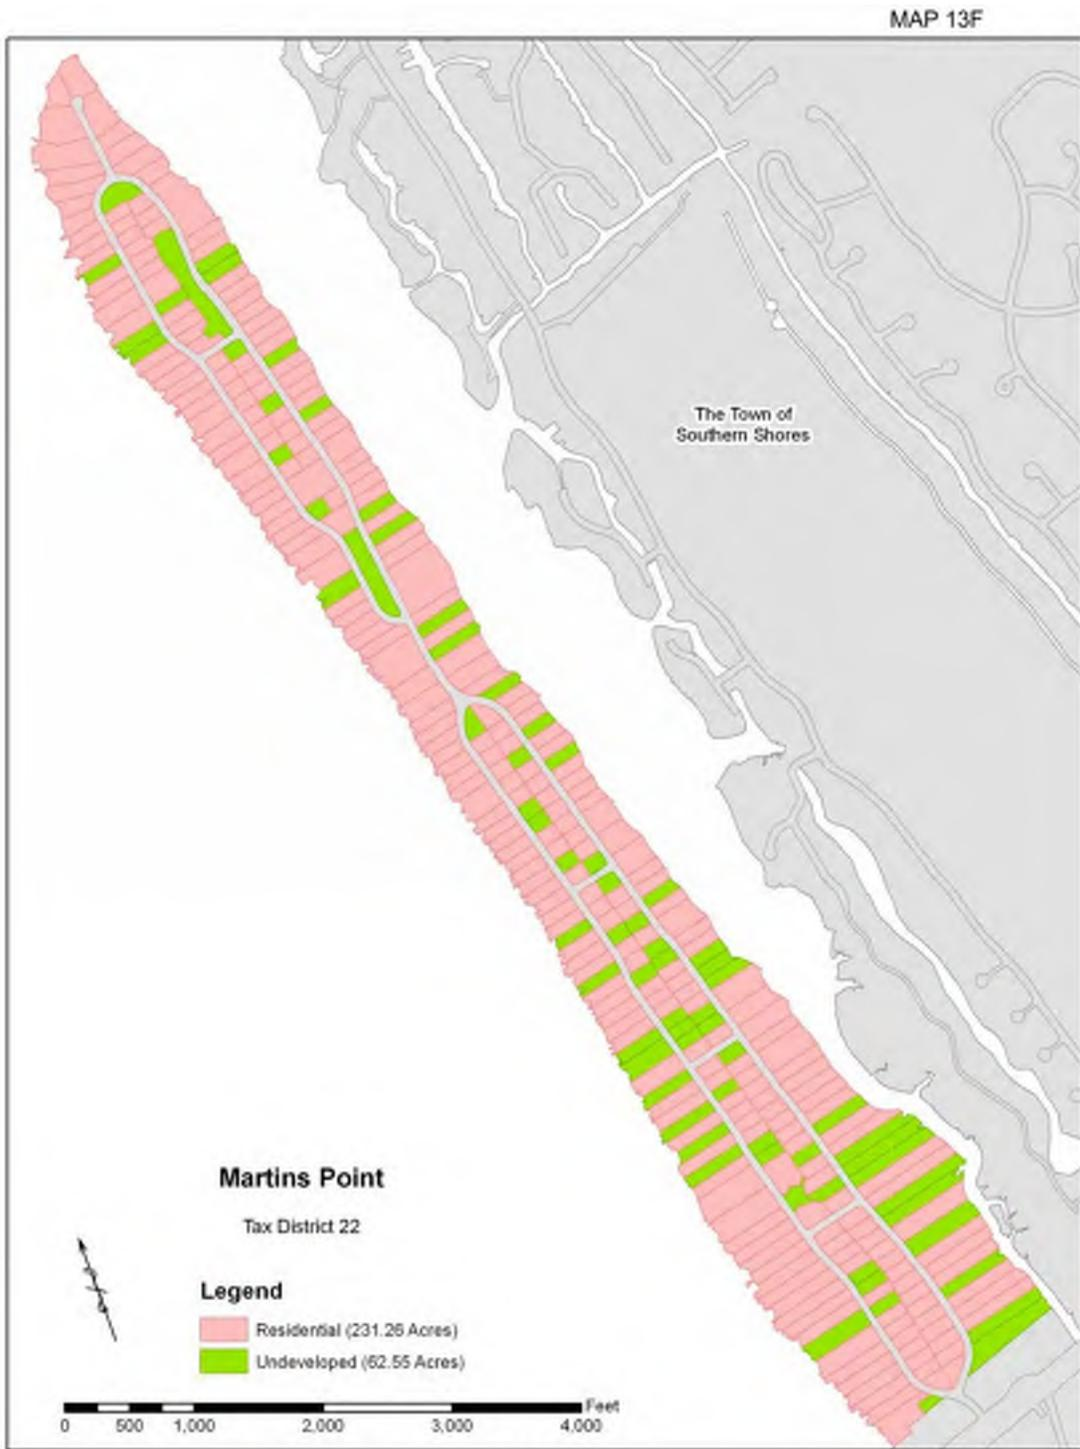 MAP 13F
The Town of
Southern Shores
Martins Point
Tax District 22
Legend
Residential (231.26 Acres)
Undeveloped (62.55 Acres)
Feet
0 500 1,000 2,000 3,000 4,000